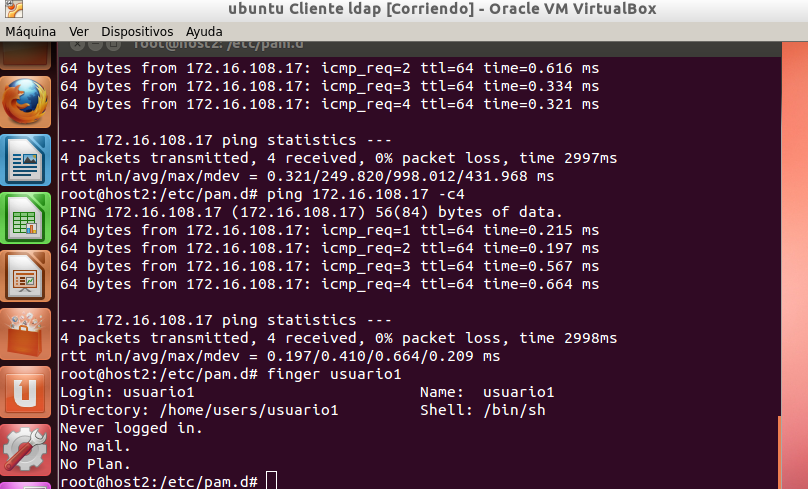 ubuntu Cliente ldap [Corriendo] - Oracle VM VirtualBox
Máquina Ver Dispositivos Ayuda
root@host2: /etc/pam.d
64 bytes from 172.16.108.17: icmp_req=2 ttl=64 time=0.616 ms
64 bytes from 172.16.108.17: icmp_req=3 ttl=64 time=0.334 ms
64 bytes from 172.16.108.17: icmp_req=4 ttl=64 time=0.321 ms
--- 172.16.108.17 ping statistics ---
4 packets transmitted, 4 received, 0% packet loss, time 2997ms
rtt min/avg/max/mdev = 0.321/249.820/998.012/431.968 ms
root@host2:/etc/pam.d# ping 172.16.108.17 -c4
PING 172.16.108.17 (172.16.108.17) 56(84) bytes of data.
64 bytes from 172.16.108.17: icmp_req=1 ttl=64 time=0.215 ms
64 bytes from 172.16.108.17: icmp_req=2 ttl=64 time=0.197 ms
64 bytes from 172.16.108.17: icmp_req=3 ttl=64 time=0.567 ms
64 bytes from 172.16.108.17: icmp_req=4 ttl=64 time=0.664 ms
--- 172.16.108.17 ping statistics ---
4 packets transmitted, 4 received, 0% packet loss, time 2998ms
rtt min/avg/max/mdev = 0.197/0.410/0.664/0.209 ms
root@host2:/etc/pam.d# finger usuario1
Login: usuario1 Name: usuario1
Directory: /home/users/usuario1 Shell: /bin/sh
Never logged in.
No mail.
No Plan.
root@host2:/etc/pam.d#